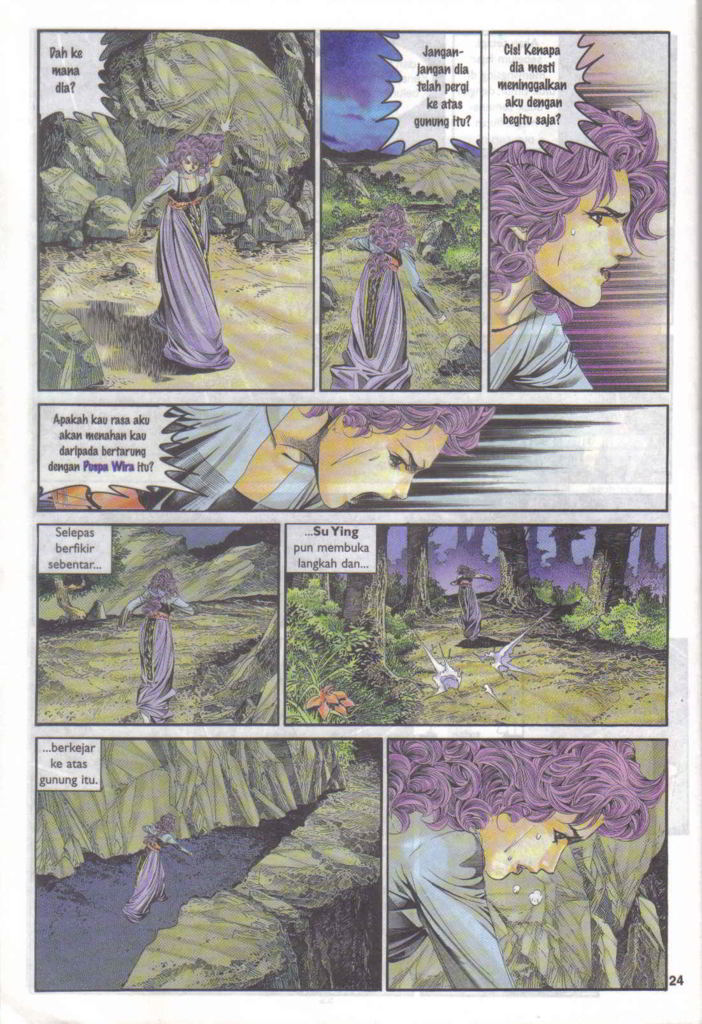 Dah ke
mana
dia?
Jangan-
jangan dia
telah pergi
ke atas
gunung itu?
Cis! Kenapa
dia mesti
meninggalkan
aku dengan
begitu saja?
Apakah kau rasa aku
akan menahan kau
daripada bertarung
dengan Puspa Wira itu?
Selepas
berfikir
sebentar...
...Su Ying
pun membuka
langkah dan...
...berkejar
ke atas
gunung itu.
24